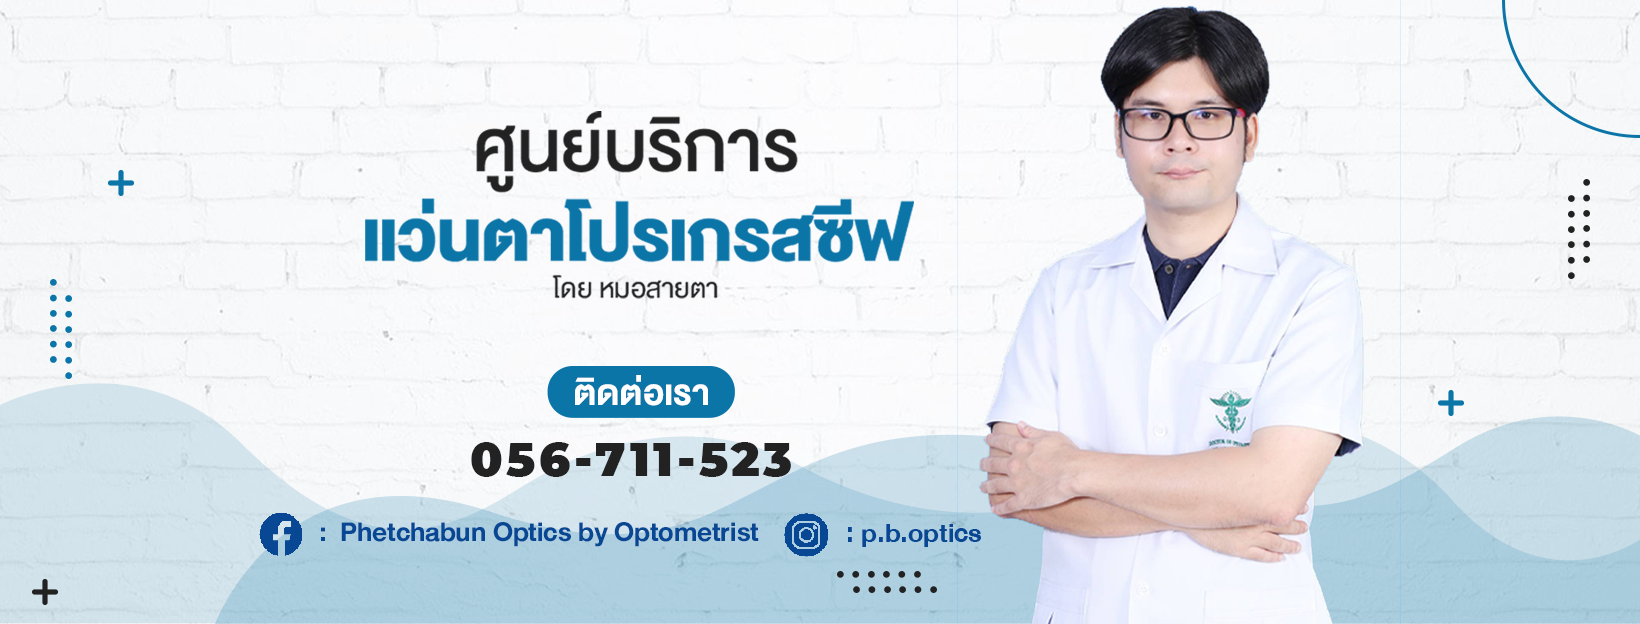 ศูนย์บริการ
แว่นตาโปรเกรสซีฟ
โดย หมอสายตา
ติดต่อเรา
056-711-523
: Phetchabun Optics by Optometrist : p.b.optics